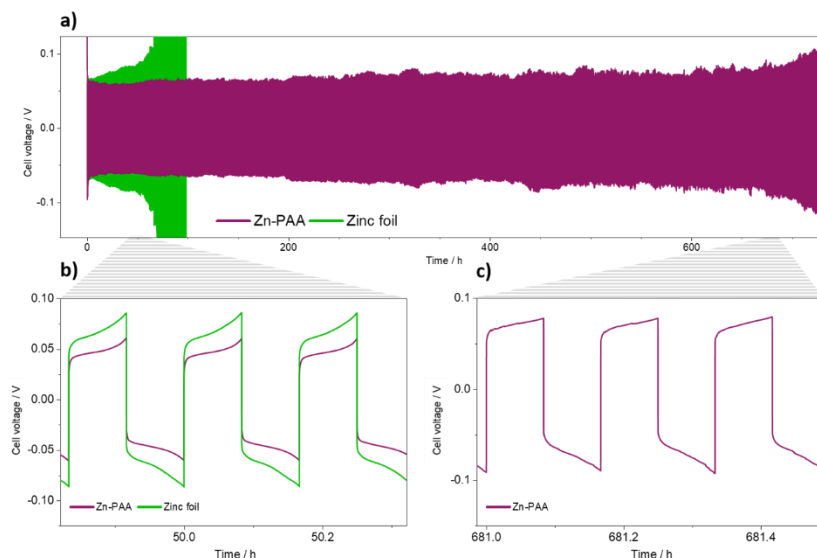 a)
0.1
0.0
-0.1
Cell voltage / V
Zn-PAA Zinc foil
0 200 400 600
Time / h
b)
0.10
0.05
0.00
-0.05
-0.10
Cell voltage / V
Zn-PAA Zinc foil
50.0 50.2
Time / h
c)
0.1
0.0
-0.1
Cell voltage / V
Zn-PAA
681.0 681.2 681.4
Time / h